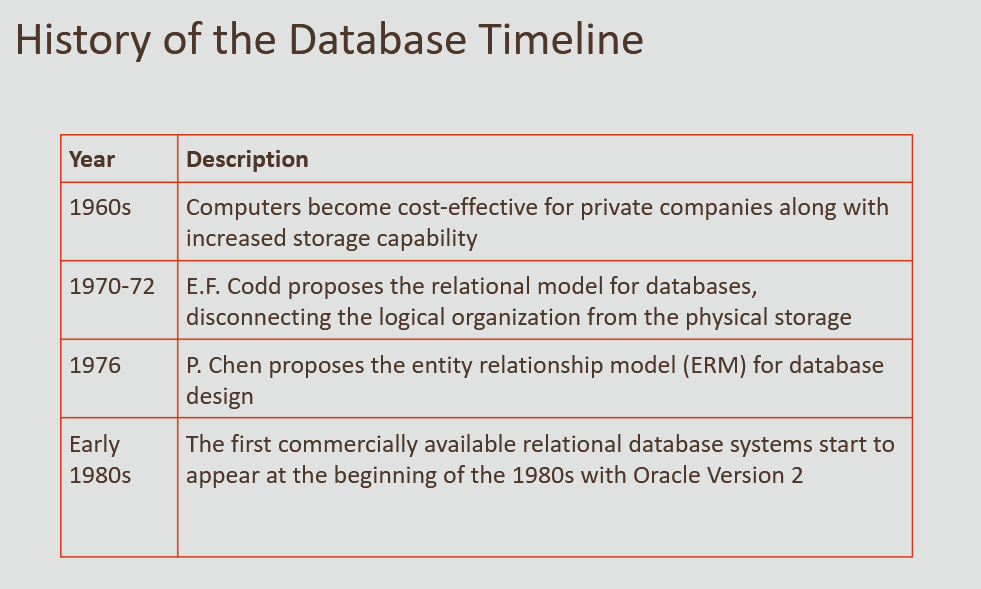 History of the Database Timeline
Year
Description
1960s
Computers become cost-effective for private companies along with
increased storage capability
1970-72
E.F. Codd proposes the relational model for databases,
disconnecting the logical organization from the physical storage
1976
P. Chen proposes the entity relationship model (ERM) for database
design
Early
1980s
The first commercially available relational database systems start to
appear at the beginning of the 1980s with Oracle Version 2